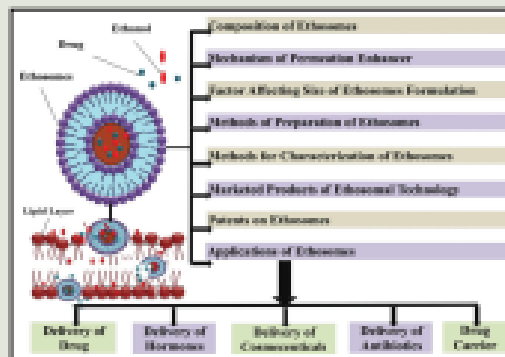 Ethanol
Drug
Ethosomes
Lipid Layer
Composition of Ethosomes
Mechanism of Permeation Enhancer
Factor Affecting Size of Ethosomes Formulation
Methods of Preparation of Ethosomes
Methods for Characterization of Ethosomes
Marketed Products of Ethosomal Technology
Patents on Ethosomes
Applications of Ethosomes
Delivery of
Drug
Delivery of
Hormones
Delivery of
Cosmeceuticals
Delivery of
Antibiotics
Drug
Carrier